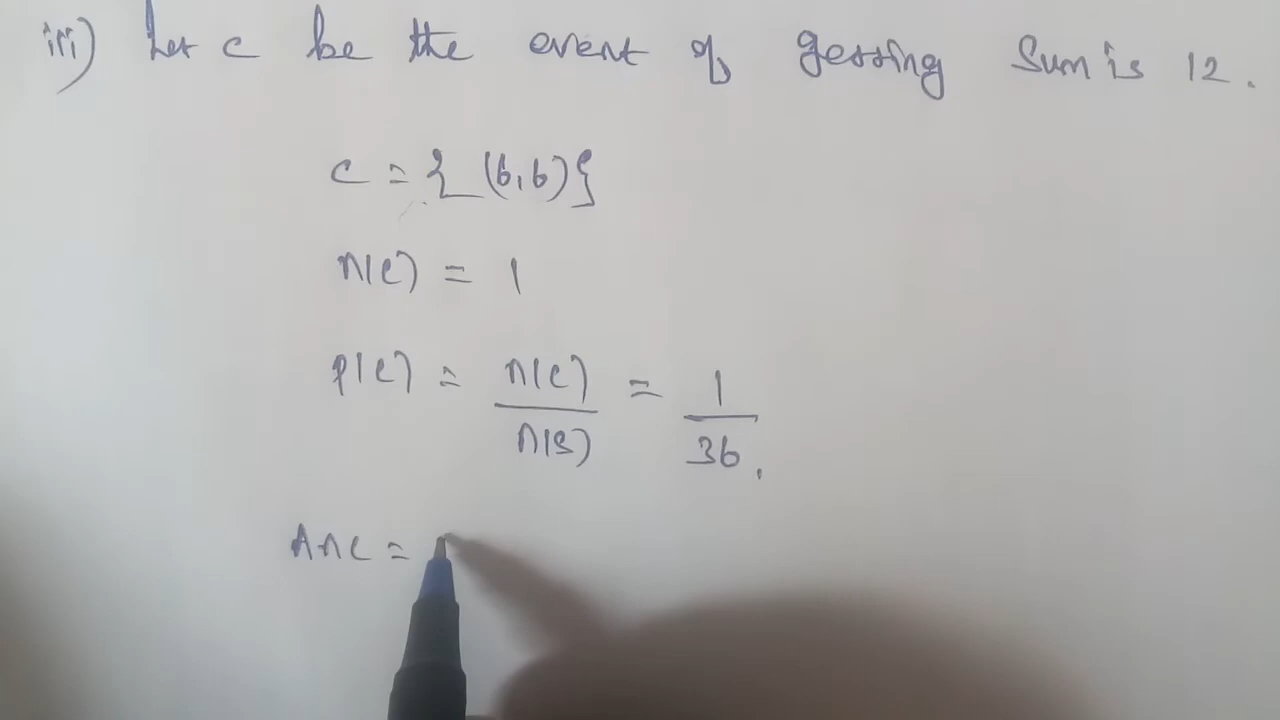 iii) Let C be the event of getting Sum is 12.
C = {(6,6)}
n(C) = 1
P(C) = n(C)/n(S) = 1/36.
A∩C =